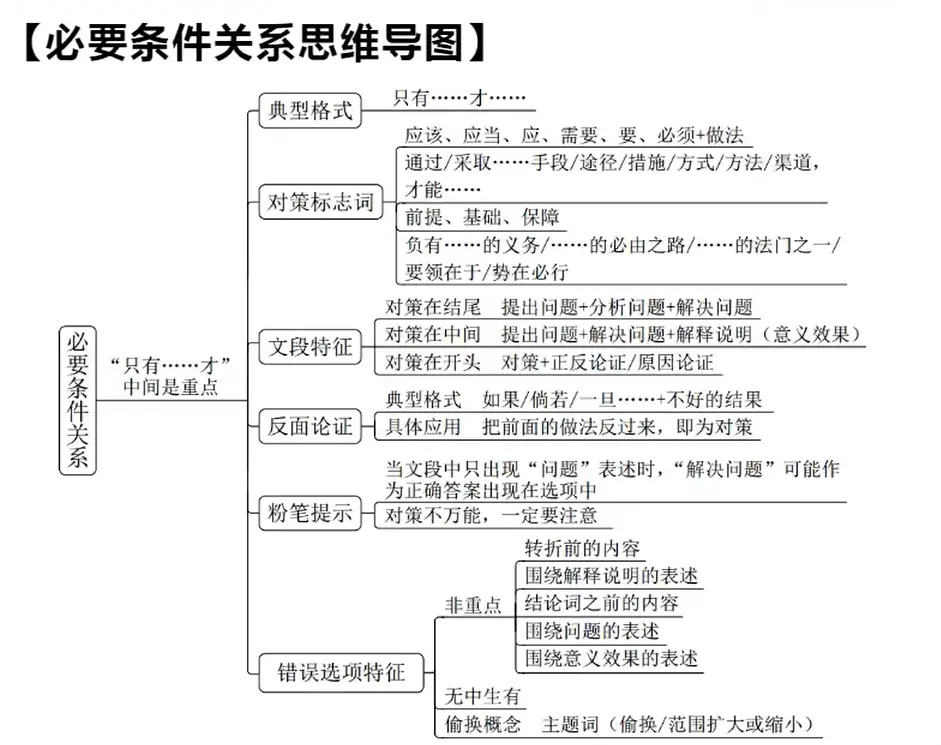 【必要条件关系思维导图】
必要条件关系
“只有……才”
中间是重点
典型格式
只有……才……
对策标志词
应该、应当、应、需要、要、必须+做法
通过/采取……手段/途径/措施/方式/方法/渠道，
才能……
前提、基础、保障
负有……的义务/……的必由之路/……的法门之一/
要领在于/势在必行
文段特征
对策在结尾 提出问题+分析问题+解决问题
对策在中间 提出问题+解决问题+解释说明（意义效果）
对策在开头 对策+正反论证/原因论证
反面论证
典型格式 如果/倘若/一旦……+不好的结果
具体应用 把前面的做法反过来，即为对策
粉笔提示
当文段中只出现“问题”表述时，“解决问题”可能作
为正确答案出现在选项中
对策不万能，一定要注意
错误选项特征
非重点
转折前的内容
围绕解释说明的表述
结论词之前的内容
围绕问题的表述
围绕意义效果的表述
无中生有
偷换概念 主题词（偷换/范围扩大或缩小）